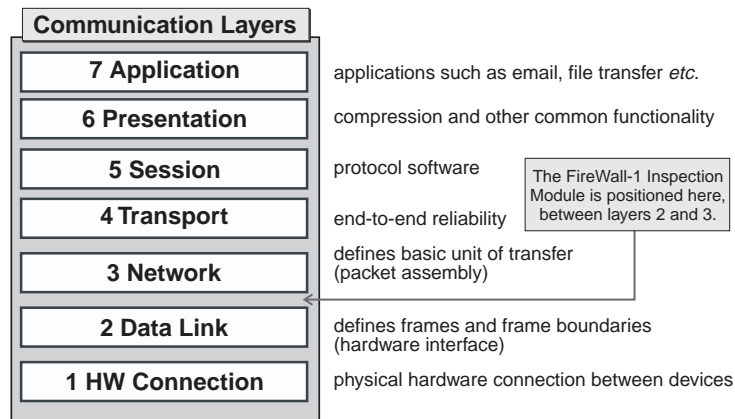 Communication Layers
7 Application
applications such as email, file transfer etc.
6 Presentation
compression and other common functionality
5 Session
protocol software
The FireWall-1 Inspection
Module is positioned here,
between layers 2 and 3.
4 Transport
end-to-end reliability
3 Network
defines basic unit of transfer
(packet assembly)
2 Data Link
defines frames and frame boundaries
(hardware interface)
1 HW Connection
physical hardware connection between devices